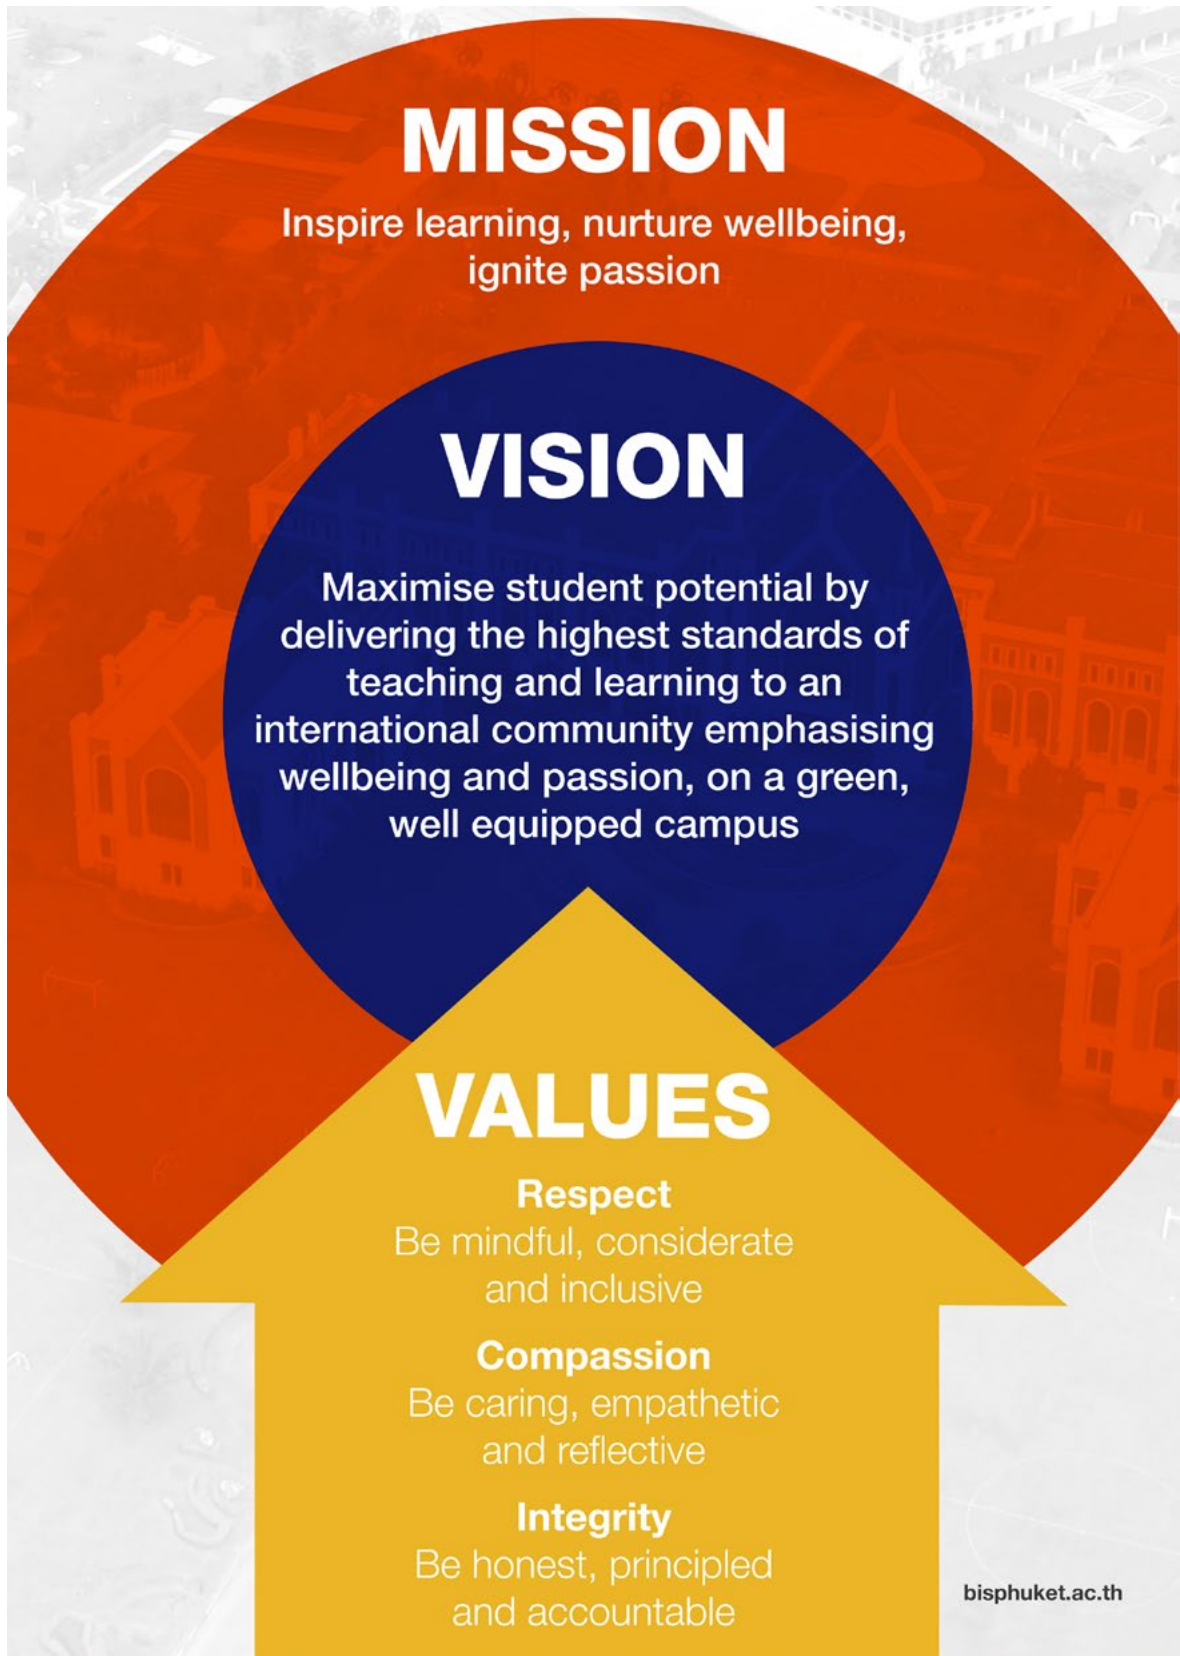 MISSION
Inspire learning, nurture wellbeing,
ignite passion
VISION
Maximise student potential by
delivering the highest standards of
teaching and learning to an
international community emphasising
wellbeing and passion, on a green,
well equipped campus
VALUES
Respect
Be mindful, considerate
and inclusive
Compassion
Be caring, empathetic
and reflective
Integrity
Be honest, principled
and accountable
bisphuket.ac.th